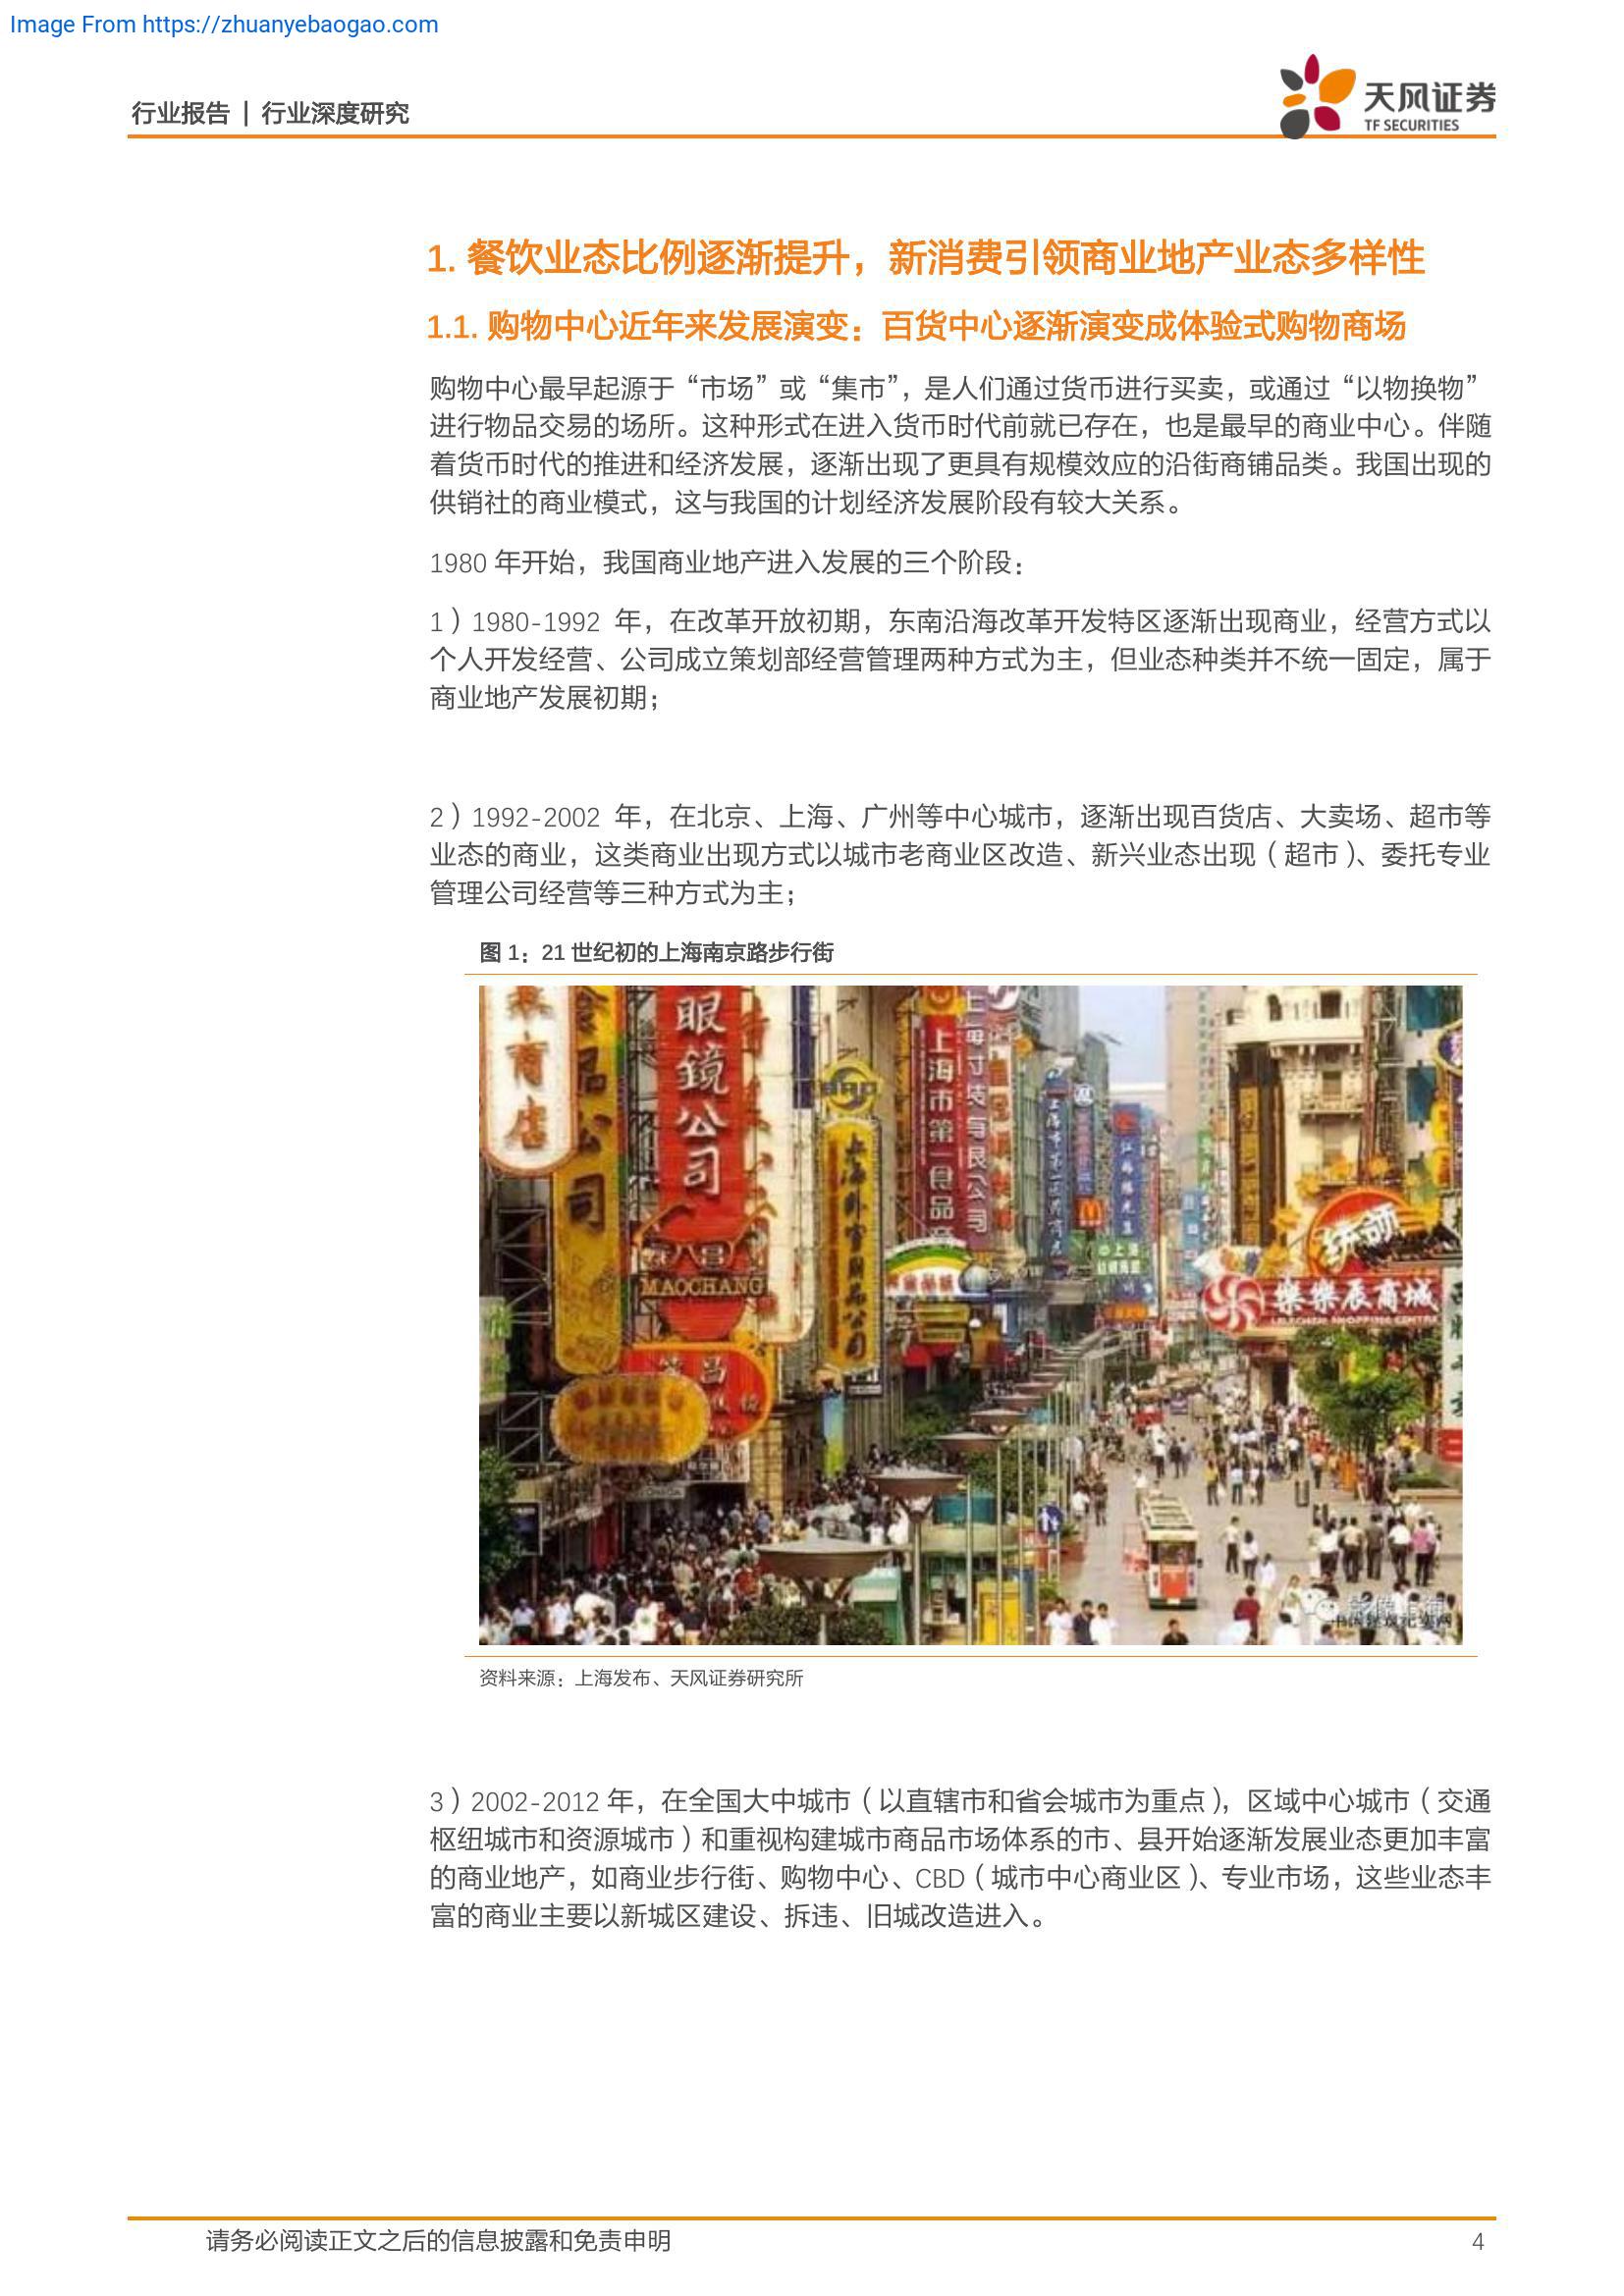 Image From https://zhuanyebaogao.com
行业报告 | 行业深度研究
天风证券
TF SECURITIES
1. 餐饮业态比例逐渐提升，新消费引领商业地产业态多样性
1.1. 购物中心近年来发展演变：百货中心逐渐演变成体验式购物商场
购物中心最早起源于“市场”或“集市”，是人们通过货币进行买卖，或通过“以物换物”
进行物品交易的场所。这种形式在进入货币时代前就已存在，也是最早的商业中心。伴随
着货币时代的推进和经济发展，逐渐出现了更具有规模效应的沿街商铺品类。我国出现的
供销社的商业模式，这与我国的计划经济发展阶段有较大关系。
1980 年开始，我国商业地产进入发展的三个阶段：
1）1980-1992 年，在改革开放初期，东南沿海改革开发特区逐渐出现商业，经营方式以
个人开发经营、公司成立策划部经营管理两种方式为主，但业态种类并不统一固定，属于
商业地产发展初期；
2）1992-2002 年，在北京、上海、广州等中心城市，逐渐出现百货店、大卖场、超市等
业态的商业，这类商业出现方式以城市老商业区改造、新兴业态出现（超市）、委托专业
管理公司经营等三种方式为主；
图 1：21 世纪初的上海南京路步行街
商店
公司
眼鏡公司
MAOCHANG
上海市第一食品
樂樂辰商城
资料来源：上海发布、天风证券研究所
3）2002-2012 年，在全国大中城市（以直辖市和省会城市为重点），区域中心城市（交通
枢纽城市和资源城市）和重视构建城市商品市场体系的市、县开始逐渐发展业态更加丰富
的商业地产，如商业步行街、购物中心、CBD（城市中心商业区）、专业市场，这些业态丰
富的商业主要以新城区建设、拆违、旧城改造进入。
请务必阅读正文之后的信息披露和免责申明
4